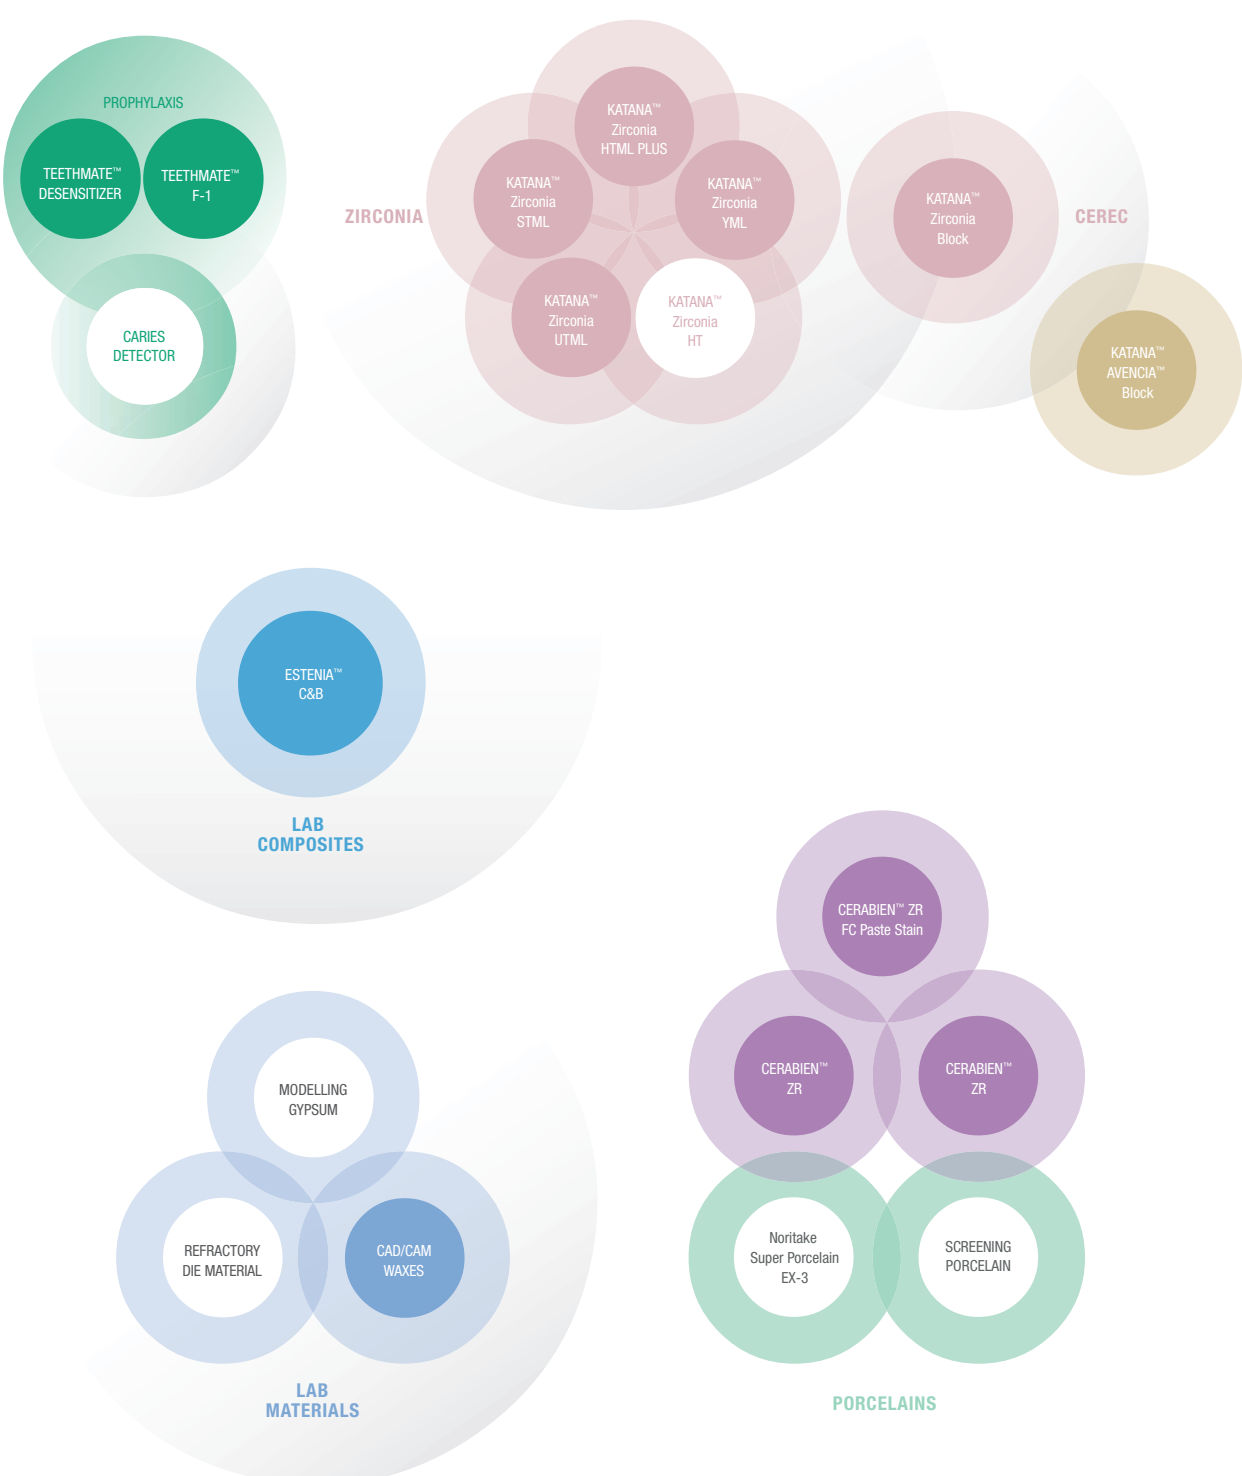 PROPHYLAXIS
TEETHMATE™
DESENSITIZER
TEETHMATE™
F-1
CARIES
DETECTOR
ZIRCONIA
KATANA™
Zirconia
HTML PLUS
KATANA™
Zirconia
STML
KATANA™
Zirconia
YML
KATANA™
Zirconia
UTML
KATANA™
Zirconia
HT
KATANA™
Zirconia
Block
CEREC
KATANA™
AVENCIA™
Block
ESTENIA™
C&B
LAB
COMPOSITES
CERABIEN™ ZR
FC Paste Stain
CERABIEN™
ZR
CERABIEN™
ZR
Noritake
Super Porcelain
EX-3
SCREENING
PORCELAIN
PORCELAINS
MODELLING
GYPSUM
REFRACTORY
DIE MATERIAL
CAD/CAM
WAXES
LAB
MATERIALS